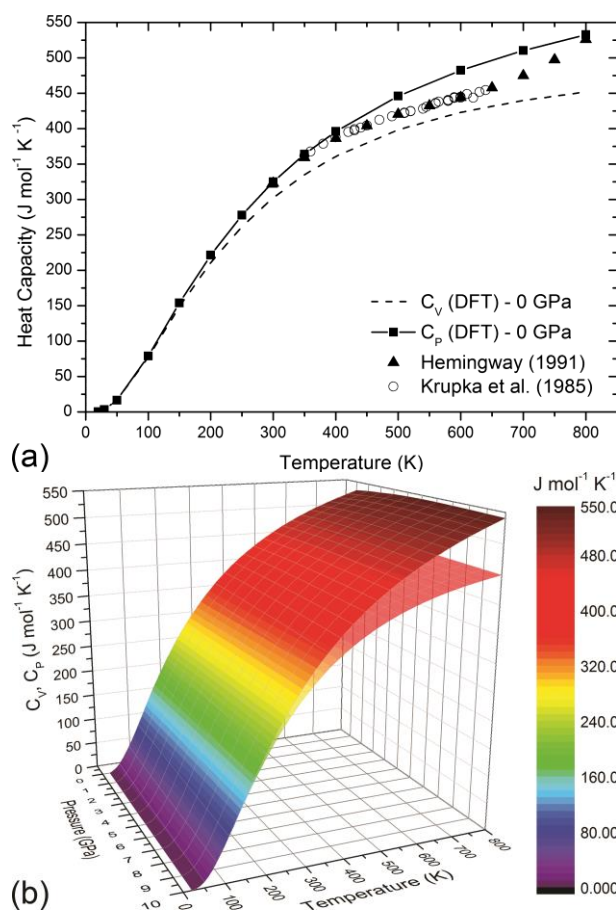 550
500
450
400
350
300
250
200
150
100
50
0
Heat Capacity (J mol⁻¹ K⁻¹)
C_V (DFT) - 0 GPa
C_P (DFT) - 0 GPa
Hemingway (1991)
Krupka et al. (1985)
0 100 200 300 400 500 600 700 800
(a) Temperature (K)
J mol⁻¹ K⁻¹
550
500
450
400
350
300
250
200
150
100
50
0
C_V, C_P (J mol⁻¹ K⁻¹)
550.0
480.0
400.0
320.0
240.0
160.0
80.00
0.000
0 1 2 3 4 5 6 7 8 9 10
Pressure (GPa)
0 100 200 300 400 500 600 700 800
Temperature (K)
(b)